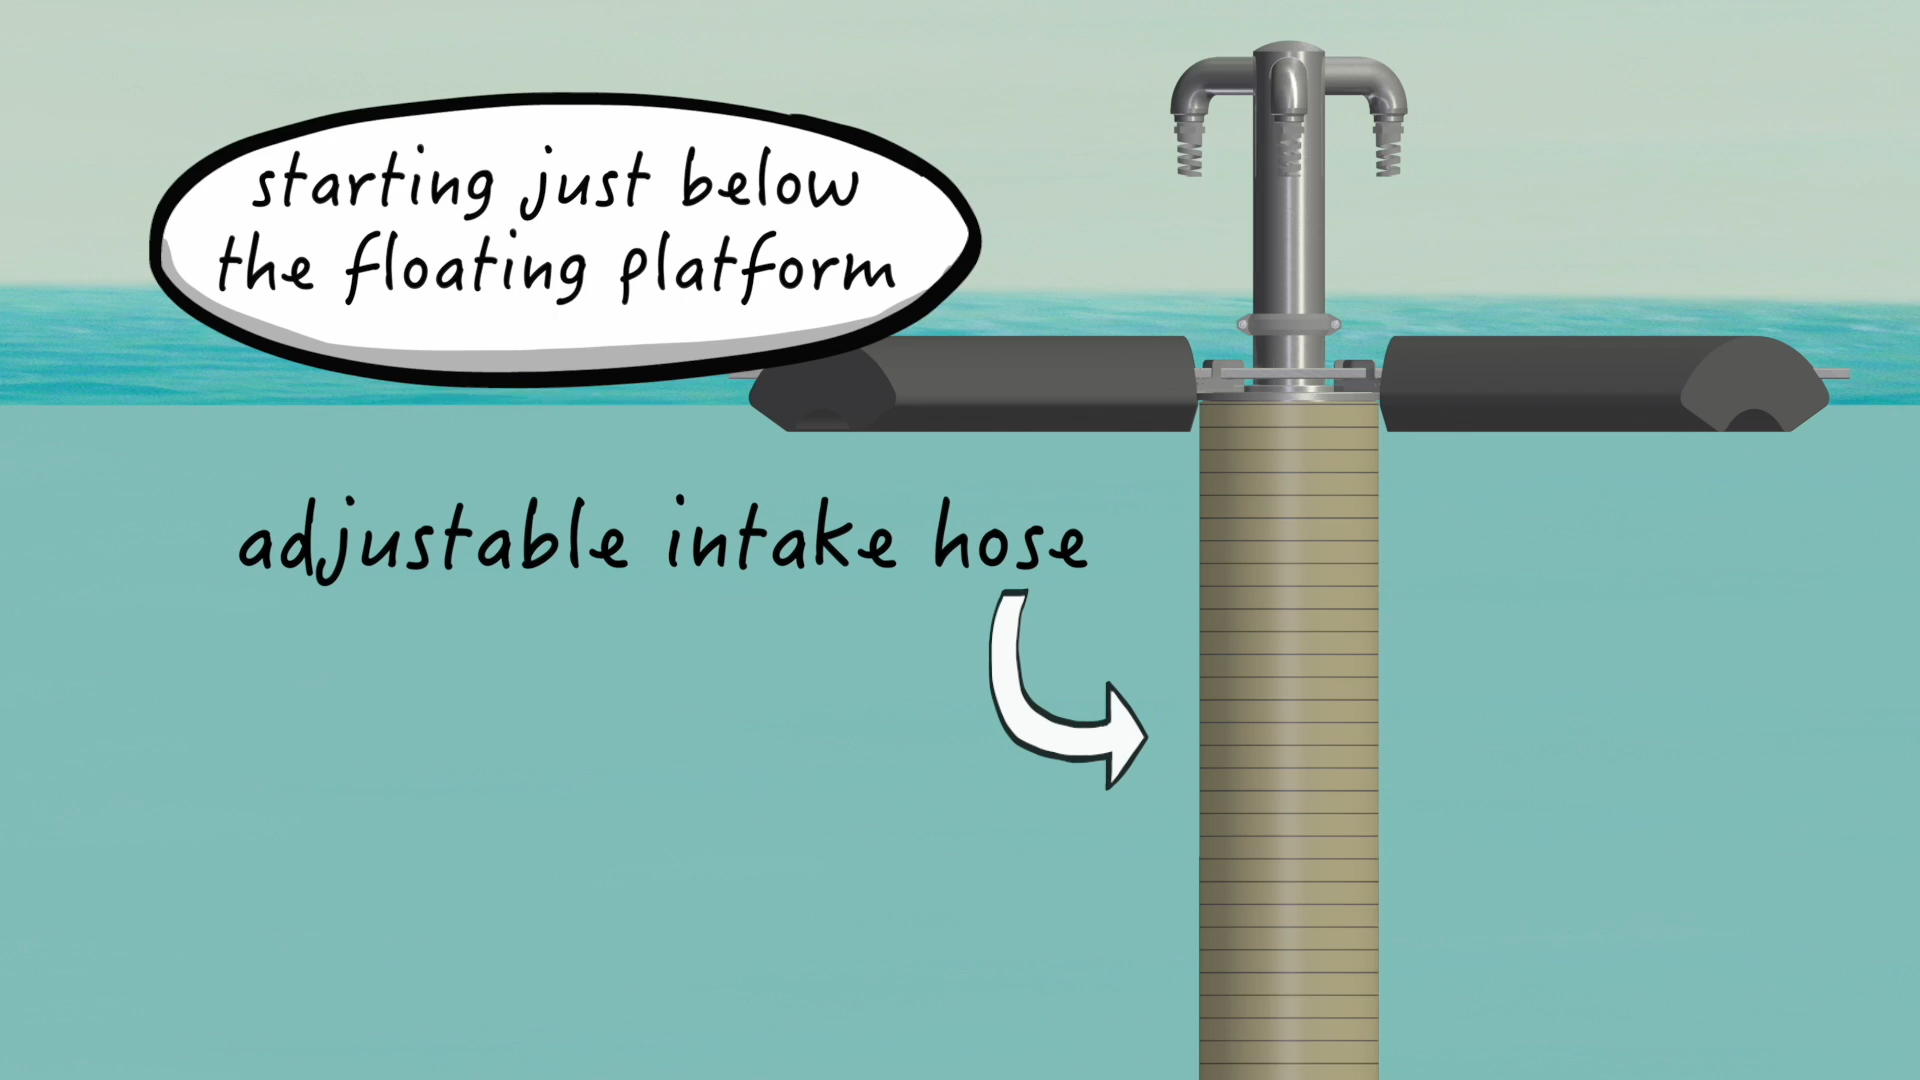 starting just below
the floating platform
adjustable intake hose